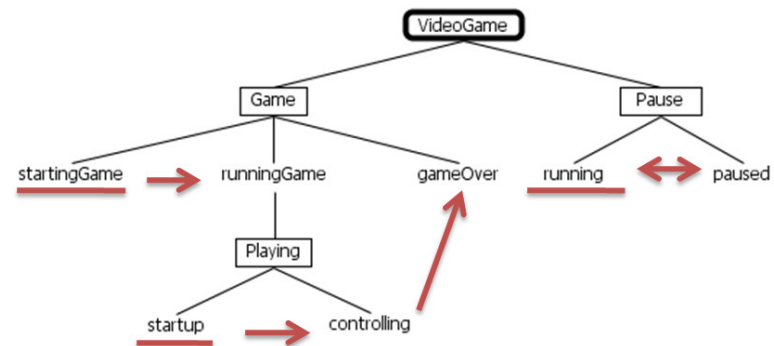 VideoGame
Game
Pause
startingGame
runningGame
gameOver
running
paused
Playing
startup
controlling